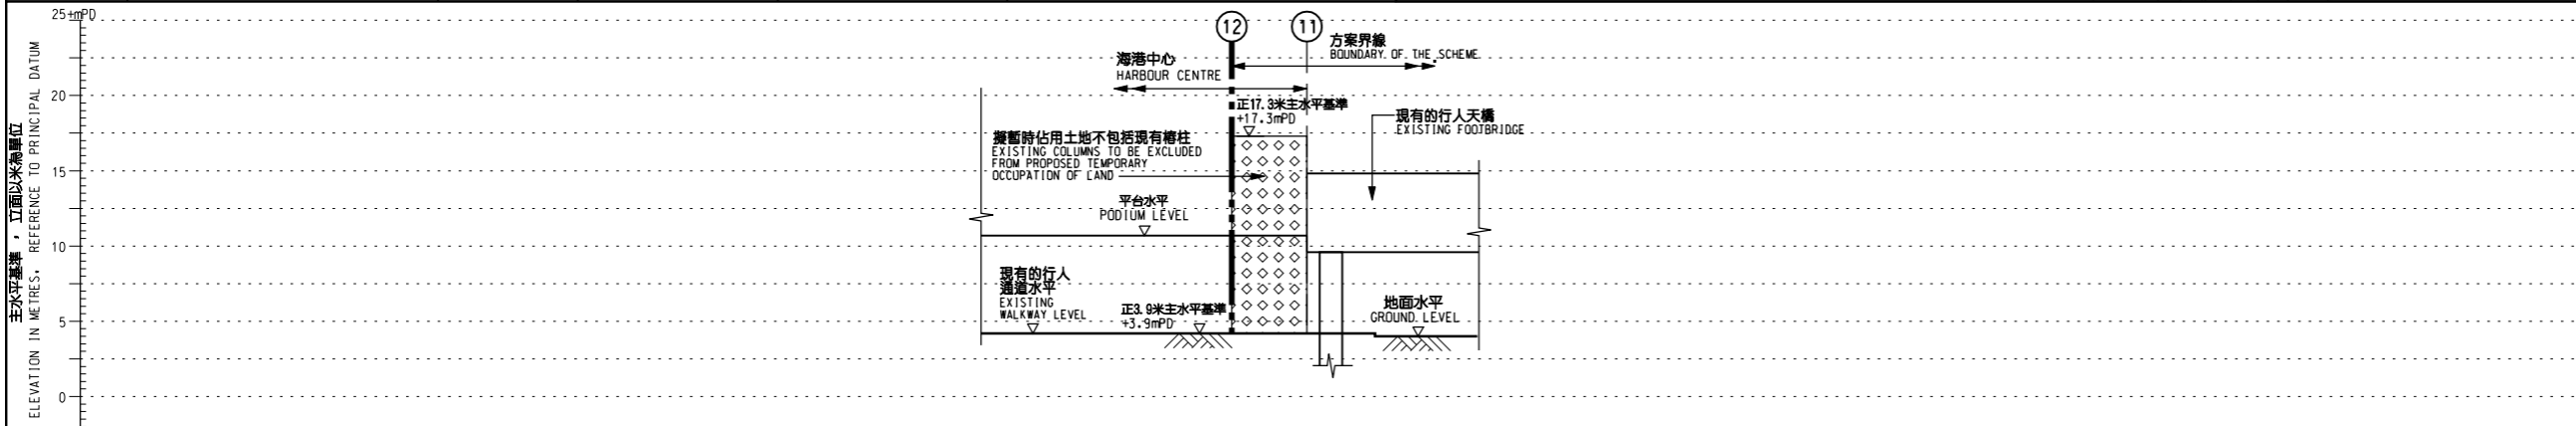 25+mPD
20
15
10
5
0
主水平基準 , 立面以米為單位
ELEVATION IN METRES. REFERENCE TO PRINCIPAL DATUM
12
11
方案界線
BOUNDARY OF THE SCHEME
海港中心
HARBOUR CENTRE
正17.3米主水平基準
+17.3mPD
現有的行人天橋
EXISTING FOOTBRIDGE
擬暫時佔用土地不包括現有樁柱
EXISTING COLUMNS TO BE EXCLUDED
FROM PROPOSED TEMPORARY
OCCUPATION OF LAND
平台水平
PODIUM LEVEL
現有的行人
通道水平
EXISTING
WALKWAY LEVEL
正3.9米主水平基準
+3.9mPD
地面水平
GROUND LEVEL